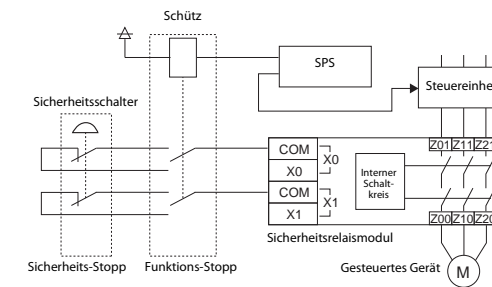 Schütz
SPS
Steuereinhe
Sicherheitsschalter
COM
X0
COM
X1
X0
X1
Interner
Schalt-
kreis
Z01 Z11 Z21
Z00 Z10 Z20
Sicherheitsrelaismodul
Sicherheits-Stopp
Funktions-Stopp
Gesteuertes Gerät
M